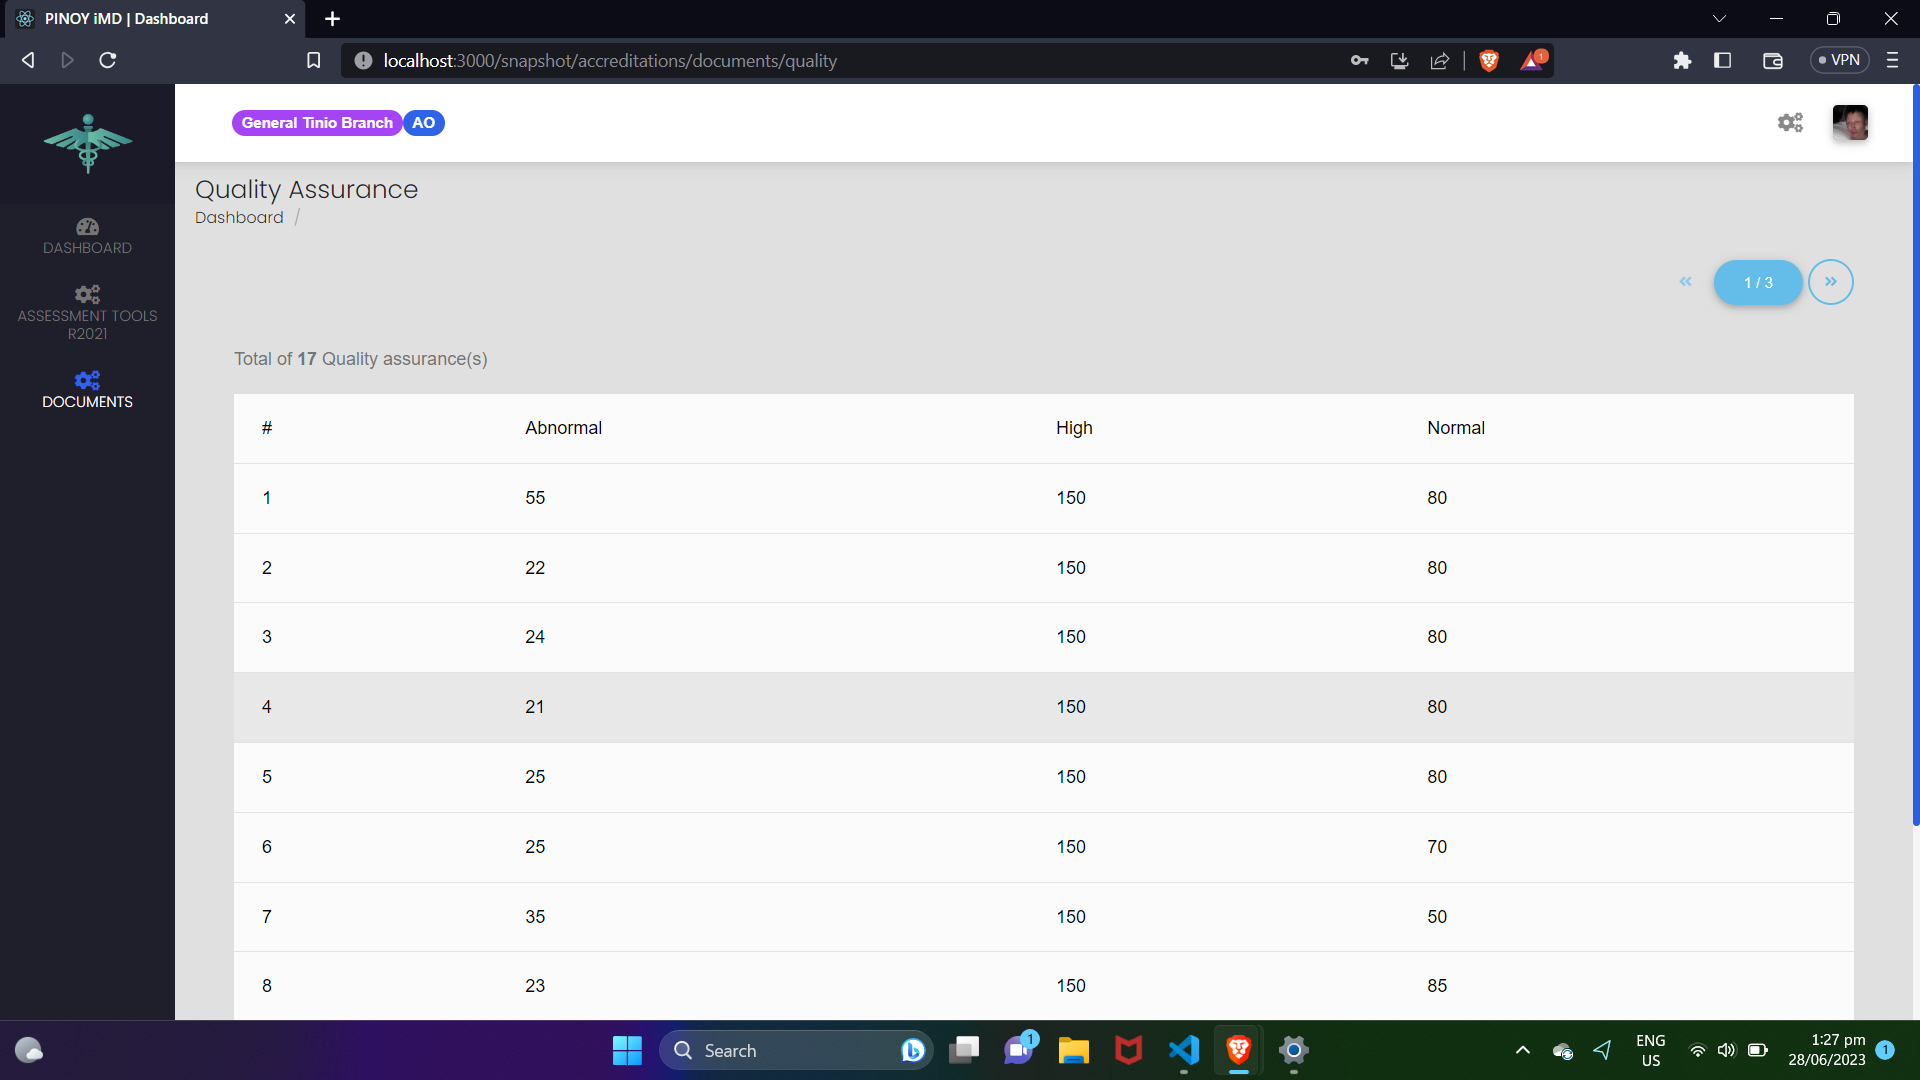 PINOY iMD | Dashboard
localhost:3000/snapshot/accreditations/documents/quality
1
VPN
General Tinio Branch AO
Quality Assurance
Dashboard /
DASHBOARD
ASSESSMENT TOOLS
R2021
DOCUMENTS
« 1 / 3 »
Total of 17 Quality assurance(s)
# Abnormal High Normal
1 55 150 80
2 22 150 80
3 24 150 80
4 21 150 80
5 25 150 80
6 25 150 70
7 35 150 50
8 23 150 85
Search
1
ENG
US
1:27 pm
28/06/2023
1